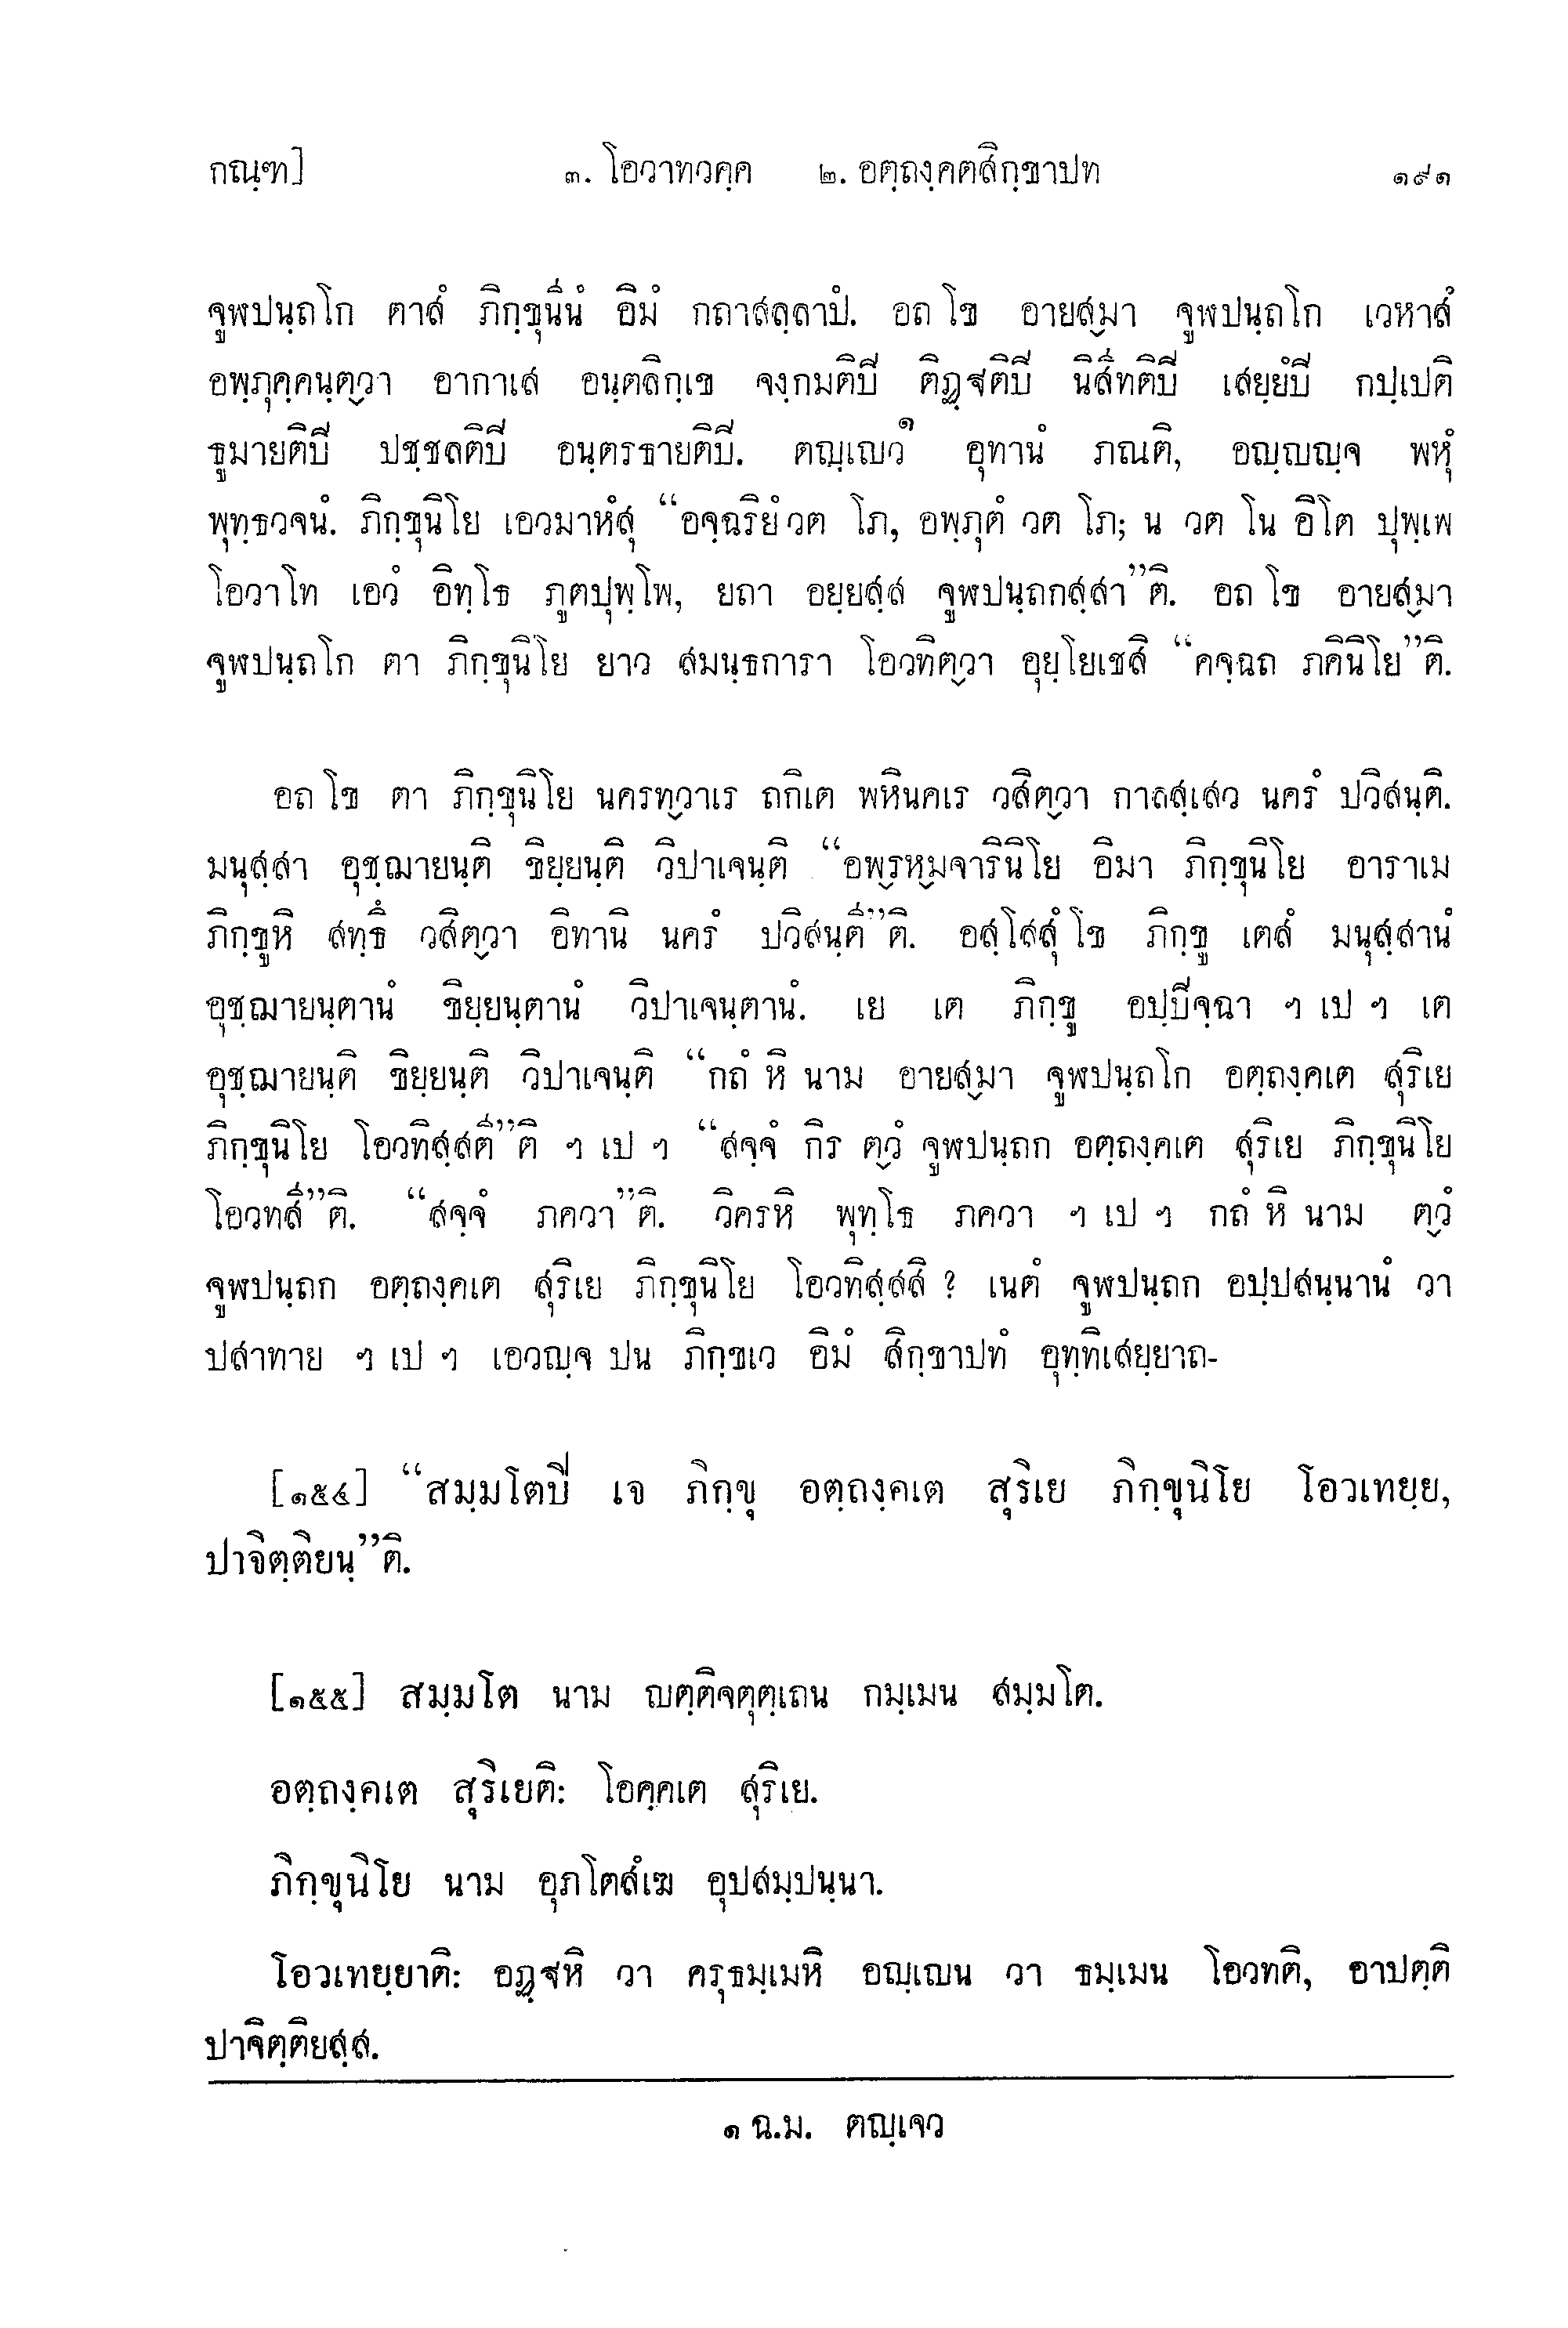 กณฺฑ] ๓. โอวาทวคฺค ๒. อตฺถงฺคตสิกฺขาปท ๑๙๑
จูฬปนฺถโก ตาสํ ภิกฺขุนีนํ อิมํ กถาสลฺลาปํ. อถ โข อายสฺมา จูฬปนฺถโก เวหาสํ
อพฺภุคฺคนฺตฺวา อากาเส อนฺตลิกฺเข จงฺกมติปิ ติฏฺฐติปิ นิสีทติปิ เสยฺยํปิ กปฺเปติ
ธูมายติปิ ปชฺชลติปิ อนฺตรธายติปิ. ตญฺเญว๑ อุทานํ ภณติ, อญฺญญฺจ พหุํ
พุทฺธวจนํ. ภิกฺขุนิโย เอวมาหํสุ “อจฺฉริยํ วต โภ, อพฺภุตํ วต โภ; น วต โน อิโต ปุพฺเพ
โอวาโท เอวํ อิทฺโธ ภูตปุพฺโพ, ยถา อยฺยสฺส จูฬปนฺถกสฺสา”ติ. อถ โข อายสฺมา
จูฬปนฺถโก ตา ภิกฺขุนิโย ยาว สมนฺธการา โอวทิตฺวา อุยฺโยเชสิ “คจฺฉถ ภคินิโย”ติ.
อถ โข ตา ภิกฺขุนิโย นครทฺวาเร ถกิเต พหินคเร วสิตฺวา กาลสฺเสว นครํ ปวิสนฺติ.
มนุสฺสา อุชฺฌายนฺติ ขิยฺยนฺติ วิปาเจนฺติ “อพฺรหฺมจารินิโย อิมา ภิกฺขุนิโย อาราเม
ภิกฺขูหิ สทฺธึ วสิตฺวา อิทานิ นครํ ปวิสนฺตี”ติ. อสฺโสสุํ โข ภิกฺขู เตสํ มนุสฺสานํ
อุชฺฌายนฺตานํ ขิยฺยนฺตานํ วิปาเจนฺตานํ. เย เต ภิกฺขู อปฺปิจฺฉา ฯ เป ฯ เต
อุชฺฌายนฺติ ขิยฺยนฺติ วิปาเจนฺติ “กถํ หิ นาม อายสฺมา จูฬปนฺถโก อตฺถงฺคเต สุริเย
ภิกฺขุนิโย โอวทิสฺสตี”ติ ฯ เป ฯ “สจฺจํ กิร ตฺวํ จูฬปนฺถก อตฺถงฺคเต สุริเย ภิกฺขุนิโย
โอวทสี”ติ. “สจฺจํ ภควา”ติ. วิครหิ พุทฺโธ ภควา ฯ เป ฯ กถํ หิ นาม ตฺวํ
จูฬปนฺถก อตฺถงฺคเต สุริเย ภิกฺขุนิโย โอวทิสฺสสิ ? เนตํ จูฬปนฺถก อปฺปสนฺนานํ วา
ปสาทาย ฯ เป ฯ เอวญฺจ ปน ภิกฺขเว อิมํ สิกฺขาปทํ อุทฺทิเสยฺยาถ-
[๑๕๔] “สมฺมโตปิ เจ ภิกฺขุ อตฺถงฺคเต สุริเย ภิกฺขุนิโย โอวเทยฺย,
ปาจิตฺติยนฺ”ติ.
[๑๕๕] สมฺมโต นาม ญตฺติจตุตฺเถน กมฺเมน สมฺมโต.
อตฺถงฺคเต สุริเยติ: โอคฺคเต สุริเย.
ภิกฺขุนิโย นาม อุภโตสํเฆ อุปสมฺปนฺนา.
โอวเทยฺยาติ: อฏฺฐหิ วา ครุธมฺเมหิ อญฺเญน วา ธมฺเมน โอวทติ, อาปตฺติ
ปาจิตฺติยสฺส.
๑ ฉ.ม. ตญฺเจว